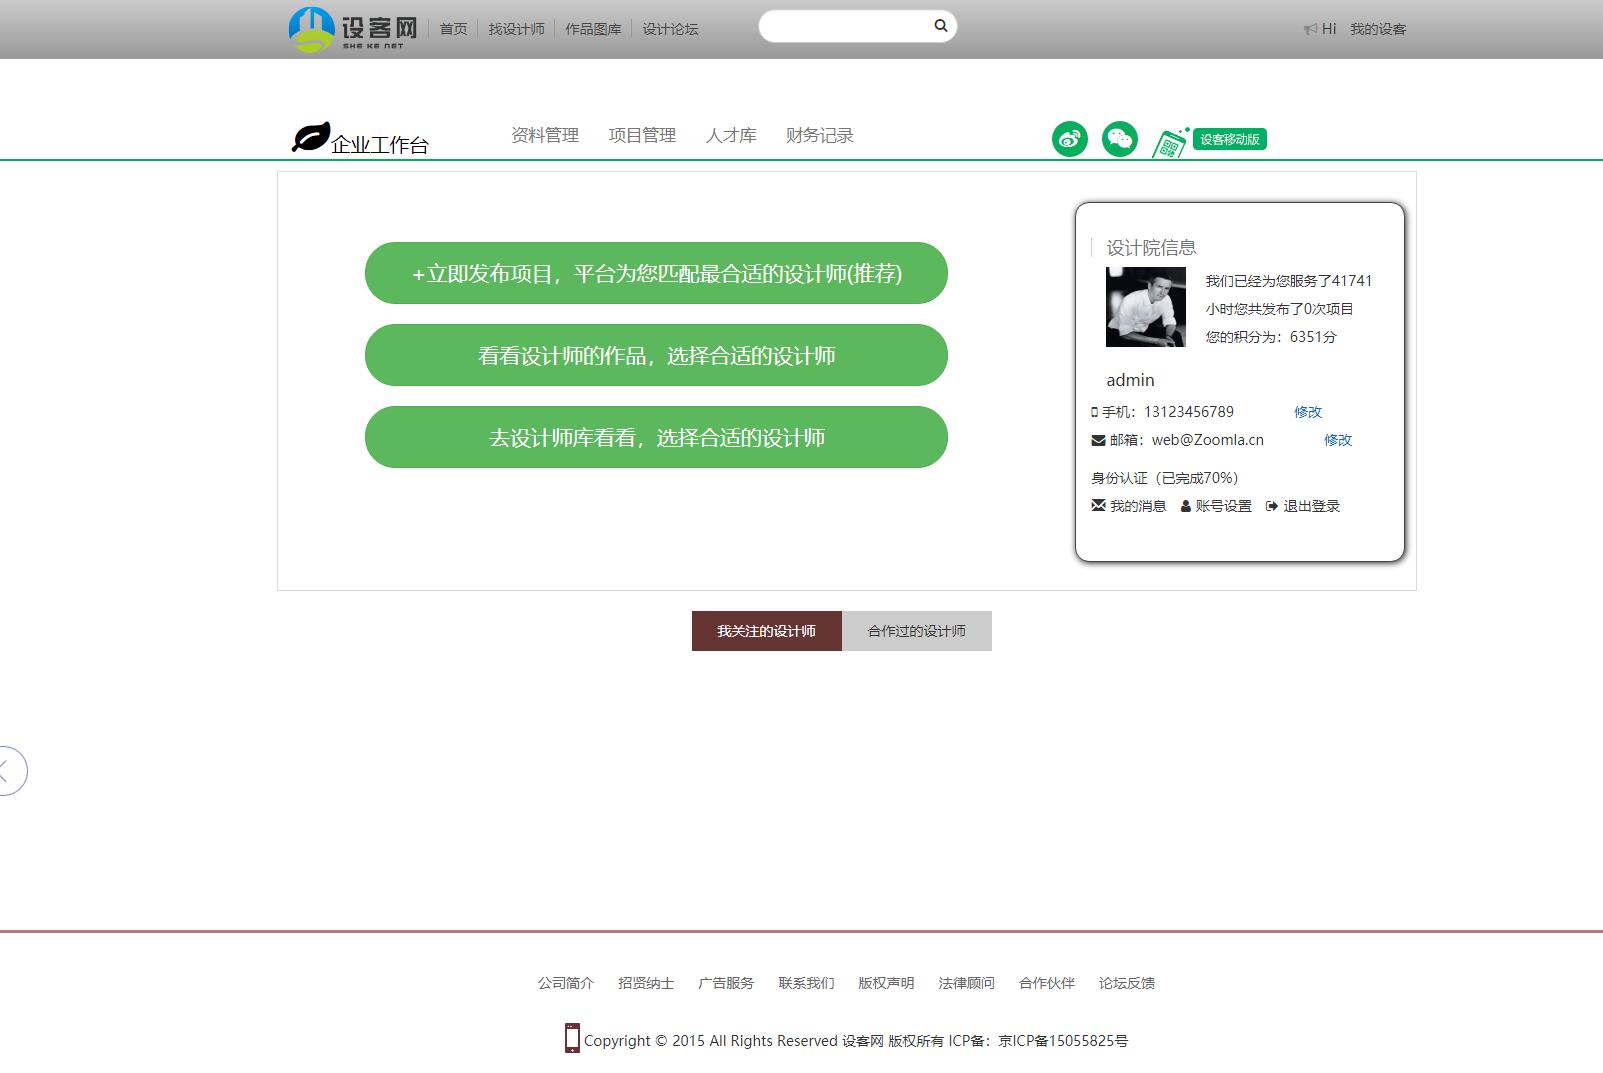 设客网
SHE KE NET
首页 找设计师 作品图库 设计论坛
Hi 我的设客
企业工作台
资料管理 项目管理 人才库 财务记录
设客移动版
+立即发布项目，平台为您匹配最合适的设计师(推荐)
看看设计师的作品，选择合适的设计师
去设计师库看看，选择合适的设计师
设计院信息
我们已经为您服务了41741
小时您共发布了0次项目
您的积分为：6351分
admin
手机：13123456789 修改
邮箱：web@Zoomla.cn 修改
身份认证（已完成70%）
我的消息 账号设置 退出登录
我关注的设计师 合作过的设计师
公司简介 招贤纳士 广告服务 联系我们 版权声明 法律顾问 合作伙伴 论坛反馈
Copyright © 2015 All Rights Reserved 设客网 版权所有 ICP备：京ICP备15055825号